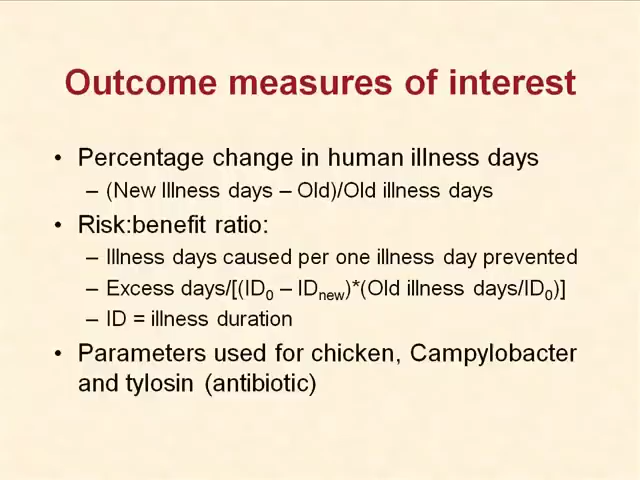 Outcome measures of interest
• Percentage change in human illness days
– (New Illness days – Old)/Old illness days
• Risk:benefit ratio:
– Illness days caused per one illness day prevented
– Excess days/[(ID₀ – IDnew)*(Old illness days/ID₀)]
– ID = illness duration
• Parameters used for chicken, Campylobacter
and tylosin (antibiotic)